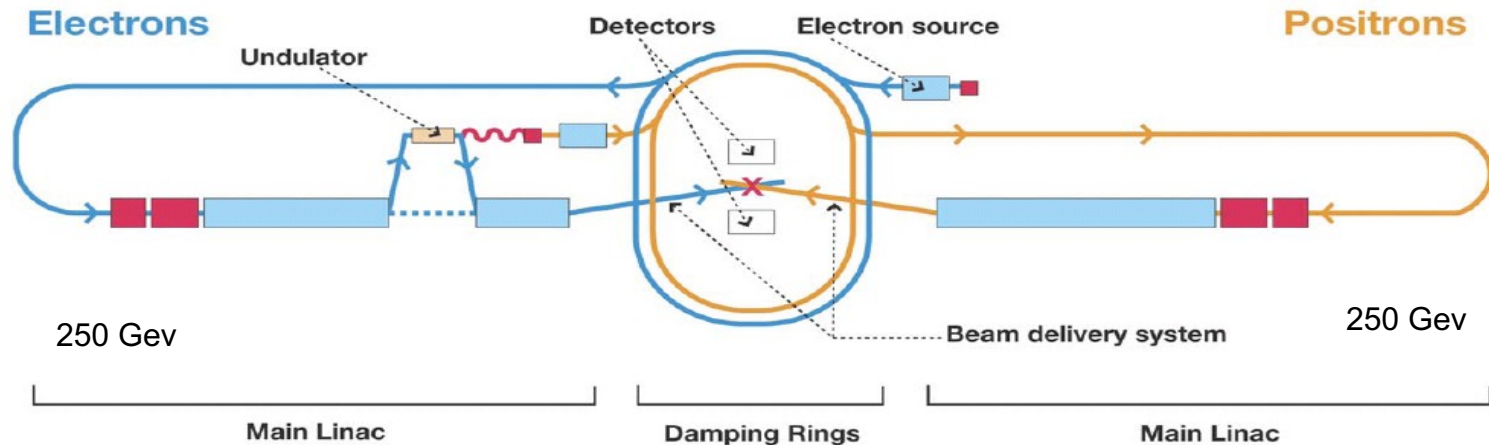 Electrons
Detectors
Electron source
Positrons
Undulator
250 Gev
Beam delivery system
250 Gev
Main Linac
Damping Rings
Main Linac